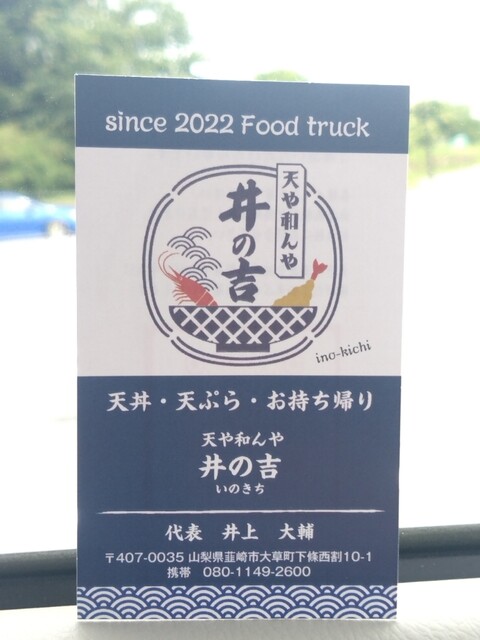 since 2022 Food truck
天や和んや
井の吉
ino-kichi
天丼・天ぷら・お持ち帰り
天や和んや
井の吉
いのきち
代表 井上 大輔
〒407-0035 山梨県韮崎市大草町下條西割10-1
携帯 080-1149-2600